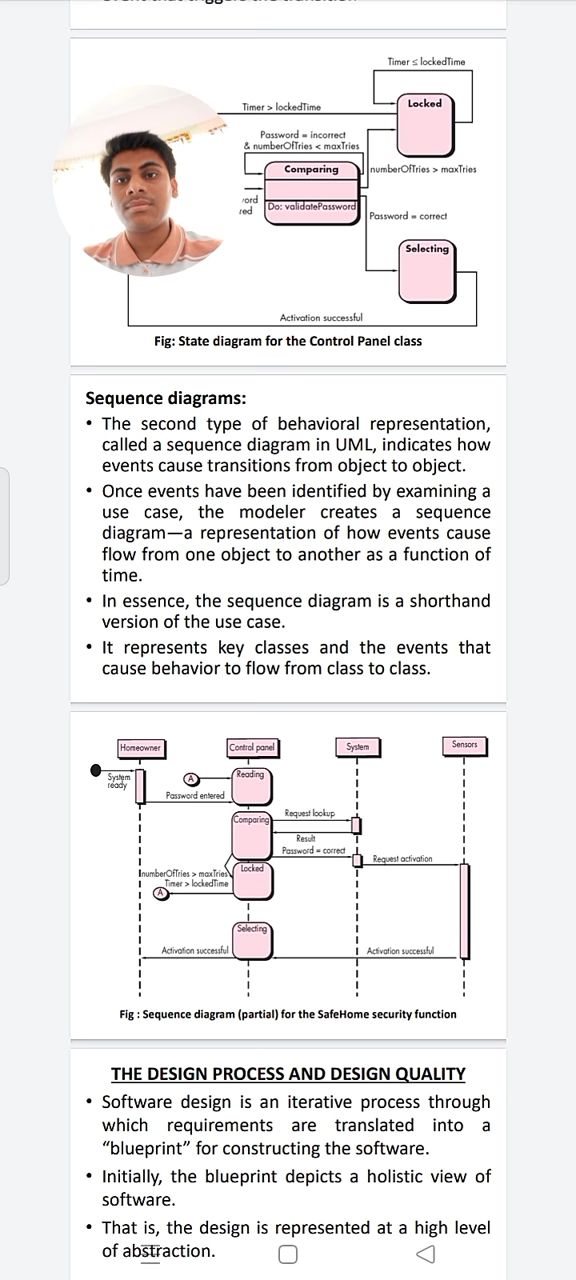 Timer ≤ lockedTime
Locked
Timer > lockedTime
Password = incorrect
& numberOfTries < maxTries
Comparing
numberOfTries > maxTries
Do: validatePassword
Password = correct
Selecting
Activation successful
Fig: State diagram for the Control Panel class
Sequence diagrams:
• The second type of behavioral representation,
called a sequence diagram in UML, indicates how
events cause transitions from object to object.
• Once events have been identified by examining a
use case, the modeler creates a sequence
diagram—a representation of how events cause
flow from one object to another as a function of
time.
• In essence, the sequence diagram is a shorthand
version of the use case.
• It represents key classes and the events that
cause behavior to flow from class to class.
Homeowner
Control panel
System
Sensors
System
ready
A
Reading
Password entered
Comparing
Request lookup
Result
Password = correct
Request activation
numberOfTries > maxTries
Locked
Timer > lockedTime
A
Selecting
Activation successful
Activation successful
Fig : Sequence diagram (partial) for the SafeHome security function
THE DESIGN PROCESS AND DESIGN QUALITY
• Software design is an iterative process through
which requirements are translated into a
“blueprint” for constructing the software.
• Initially, the blueprint depicts a holistic view of
software.
• That is, the design is represented at a high level
of abstraction.